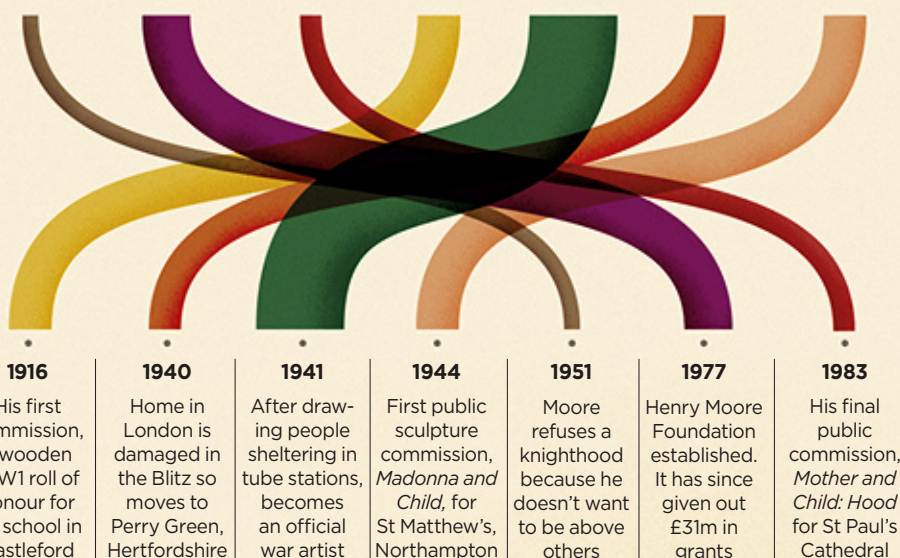 1916
His first
mmission,
wooden
W1 roll of
onour for
school in
astleford
1940
Home in
London is
damaged in
the Blitz so
moves to
Perry Green,
Hertfordshire
1941
After draw-
ing people
sheltering in
tube stations,
becomes
an official
war artist
1944
First public
sculpture
commission,
Madonna and
Child, for
St Matthew's,
Northampton
1951
Moore
refuses a
knighthood
because he
doesn't want
to be above
others
1977
Henry Moore
Foundation
established.
It has since
given out
£31m in
grants
1983
His final
public
commission,
Mother and
Child: Hood
for St Paul's
Cathedral